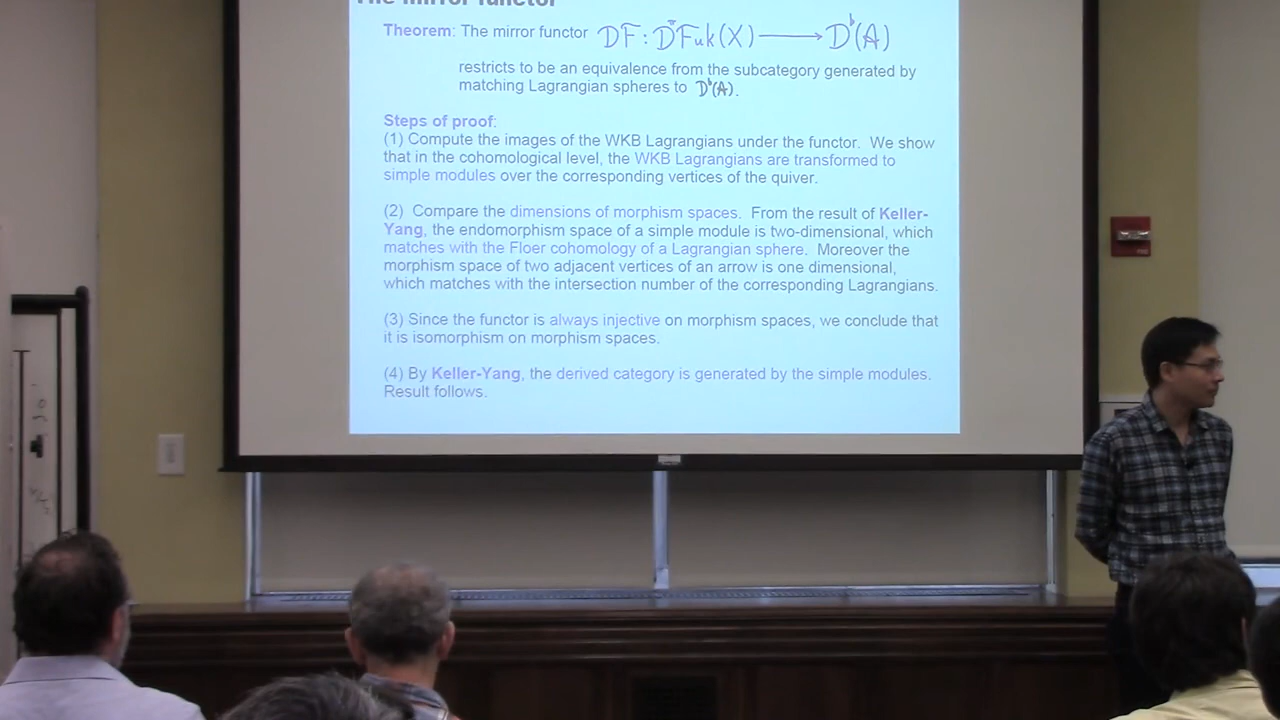 The mirror functor
Theorem: The mirror functor DF : DᵖFuk(X) ⟶ Dᵇ(A)
restricts to be an equivalence from the subcategory generated by
matching Lagrangian spheres to Dᵇ(A).
Steps of proof:
(1) Compute the images of the WKB Lagrangians under the functor. We show
that in the cohomological level, the WKB Lagrangians are transformed to
simple modules over the corresponding vertices of the quiver.
(2) Compare the dimensions of morphism spaces. From the result of Keller-
Yang, the endomorphism space of a simple module is two-dimensional, which
matches with the Floer cohomology of a Lagrangian sphere. Moreover the
morphism space of two adjacent vertices of an arrow is one dimensional,
which matches with the intersection number of the corresponding Lagrangians.
(3) Since the functor is always injective on morphism spaces, we conclude that
it is isomorphism on morphism spaces.
(4) By Keller-Yang, the derived category is generated by the simple modules.
Result follows.